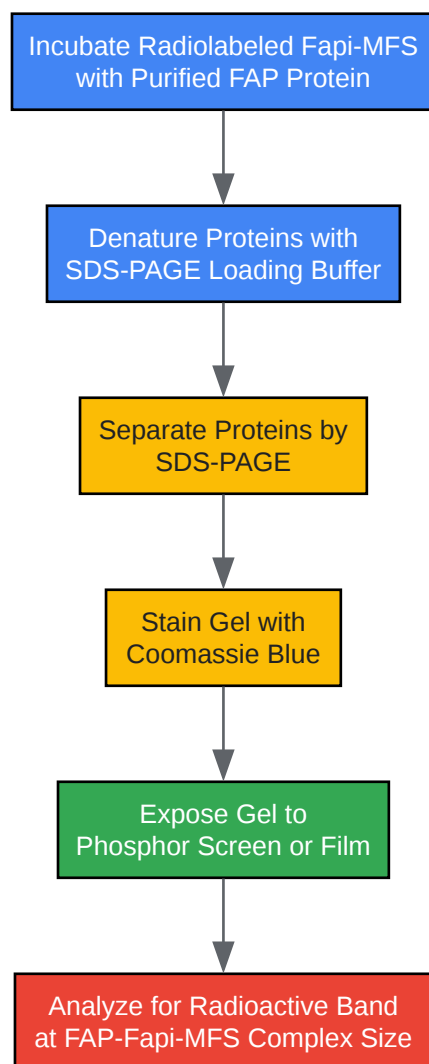 Incubate Radiolabeled Fapi-MFS
with Purified FAP Protein
Denature Proteins with
SDS-PAGE Loading Buffer
Separate Proteins by
SDS-PAGE
Stain Gel with
Coomassie Blue
Expose Gel to
Phosphor Screen or Film
Analyze for Radioactive Band
at FAP-Fapi-MFS Complex Size